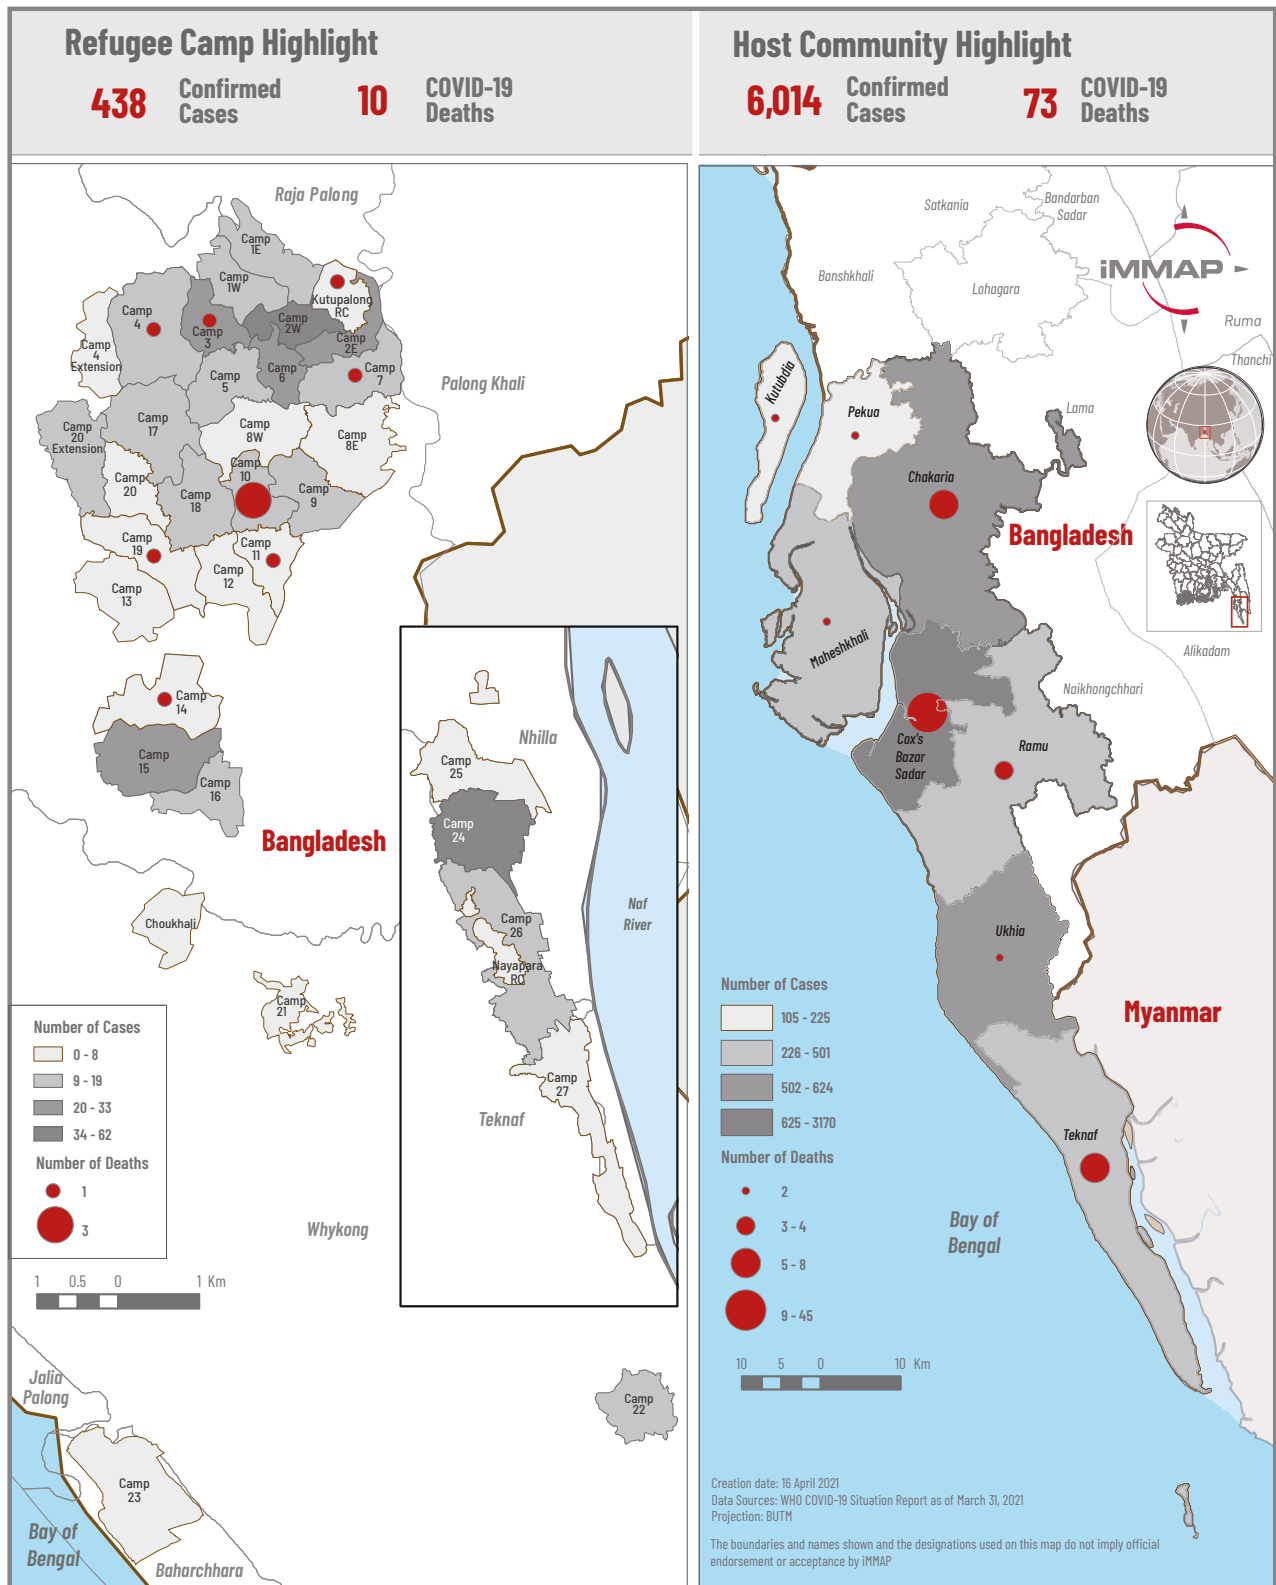 Refugee Camp Highlight
438
Confirmed
Cases
10
COVID-19
Deaths
Host Community Highlight
6,014
Confirmed
Cases
73
COVID-19
Deaths
Raja Palong
Camp
1E
Camp
1W
Kutupalong
RC
Camp
4
Camp
3
Camp
2W
Camp
2E
Camp
4
Extension
Camp
5
Camp
6
Camp
7
Palong Khali
Camp
20
Extension
Camp
17
Camp
8W
Camp
8E
Camp
10
Camp
20
Camp
18
Camp
9
Camp
19
Camp
11
Camp
12
Camp
13
Camp
14
Camp
15
Camp
16
Bangladesh
Choukhali
Camp
21
Nhilla
Camp
25
Camp
24
Camp
26
Nayapara
RC
Camp
27
Naf
River
Teknaf
Whykong
Number of Cases
0 - 8
9 - 19
20 - 33
34 - 62
Number of Deaths
1
3
1 0.5 0 1 Km
Jalia
Palong
Camp
22
Camp
23
Bay of
Bengal
Baharchhara
Satkania
Bandarban
Sadar
Banshkhali
Lohagara
iMMAP
Ruma
Thanchi
Kutubdia
Pekua
Lama
Chakaria
Bangladesh
Maheshkhali
Alikadam
Naikhongchhari
Cox's
Bazar
Sadar
Ramu
Ukhia
Myanmar
Teknaf
Bay of
Bengal
Number of Cases
105 - 225
226 - 501
502 - 624
625 - 3170
Number of Deaths
2
3 - 4
5 - 8
9 - 45
10 5 0 10 Km
Creation date: 16 April 2021
Data Sources: WHO COVID-19 Situation Report as of March 31, 2021
Projection: BUTM
The boundaries and names shown and the designations used on this map do not imply official
endorsement or acceptance by iMMAP